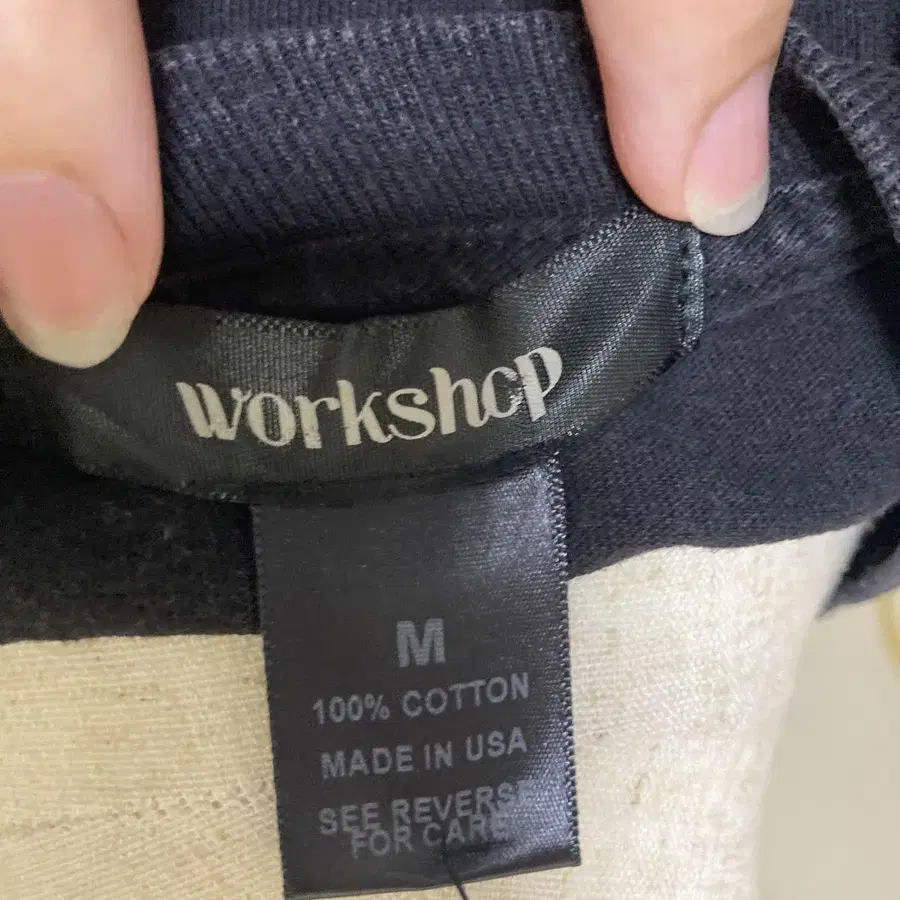 workshop
M
100% COTTON
MADE IN USA
SEE REVERSE
FOR CARE